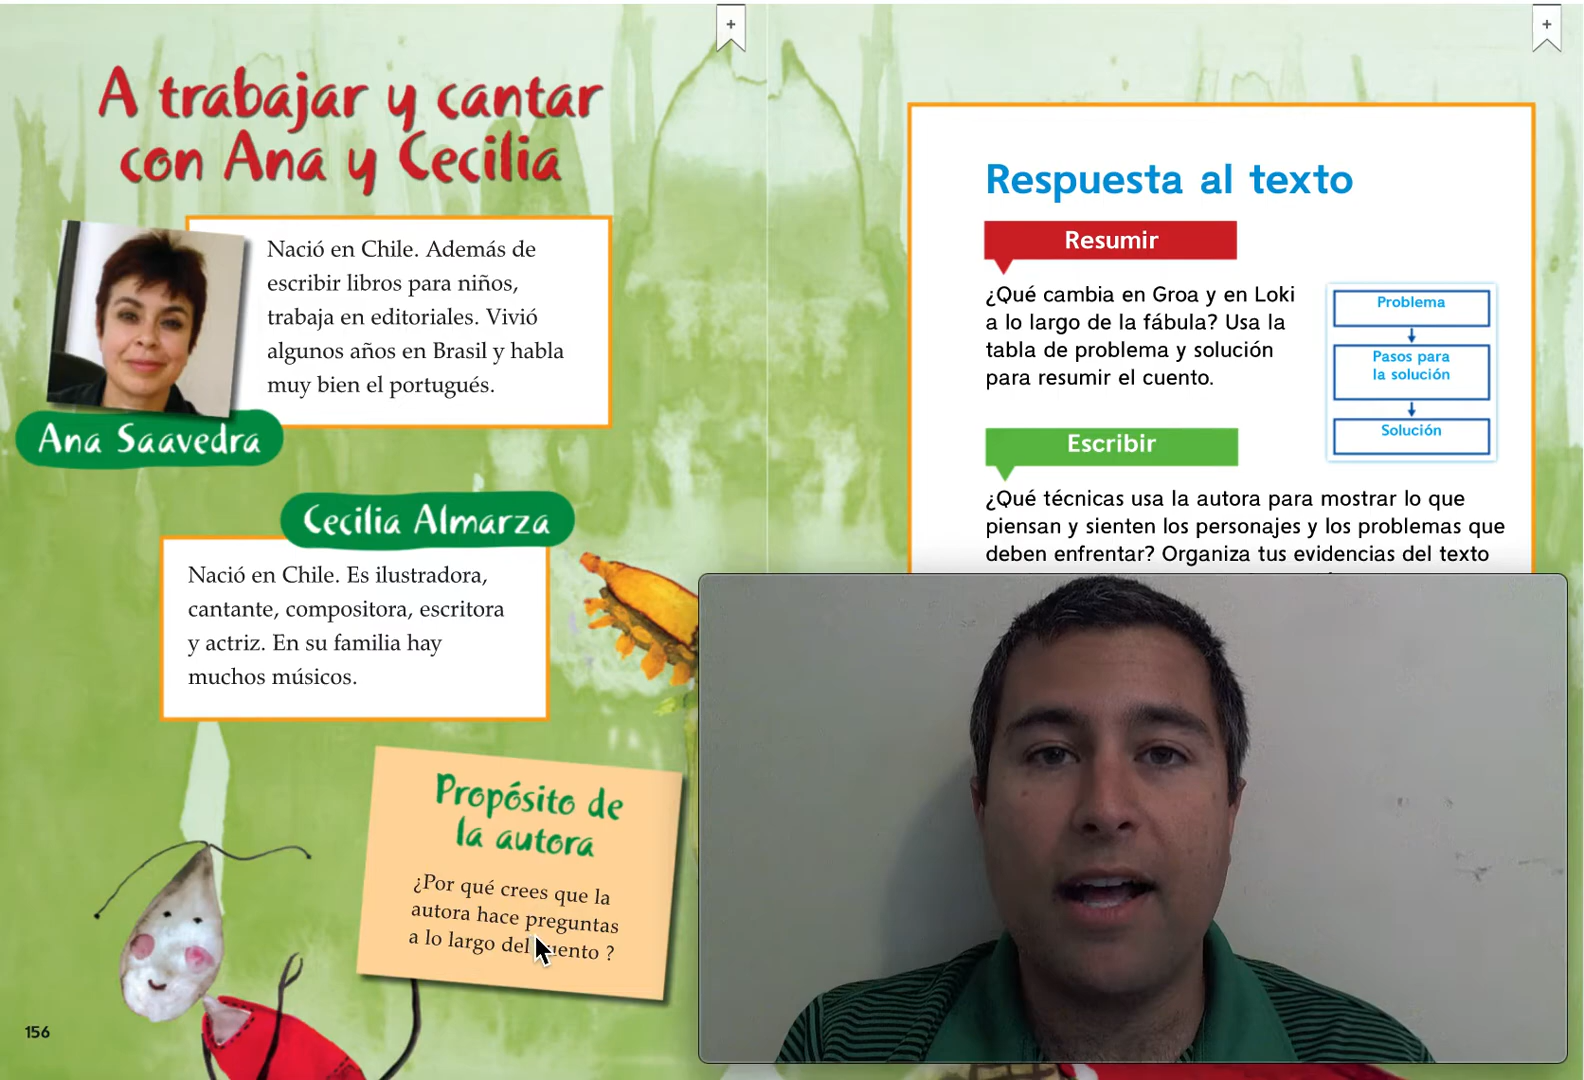 A trabajar y cantar
con Ana y Cecilia
Nació en Chile. Además de
escribir libros para niños,
trabaja en editoriales. Vivió
algunos años en Brasil y habla
muy bien el portugués.
Ana Saavedra
Cecilia Almarza
Nació en Chile. Es ilustradora,
cantante, compositora, escritora
y actriz. En su familia hay
muchos músicos.
Propósito de
la autora
¿Por qué crees que la
autora hace preguntas
a lo largo del cuento ?
156
Respuesta al texto
Resumir
¿Qué cambia en Groa y en Loki
a lo largo de la fábula? Usa la
tabla de problema y solución
para resumir el cuento.
Problema
Pasos para
la solución
Solución
Escribir
¿Qué técnicas usa la autora para mostrar lo que
piensan y sienten los personajes y los problemas que
deben enfrentar? Organiza tus evidencias del texto